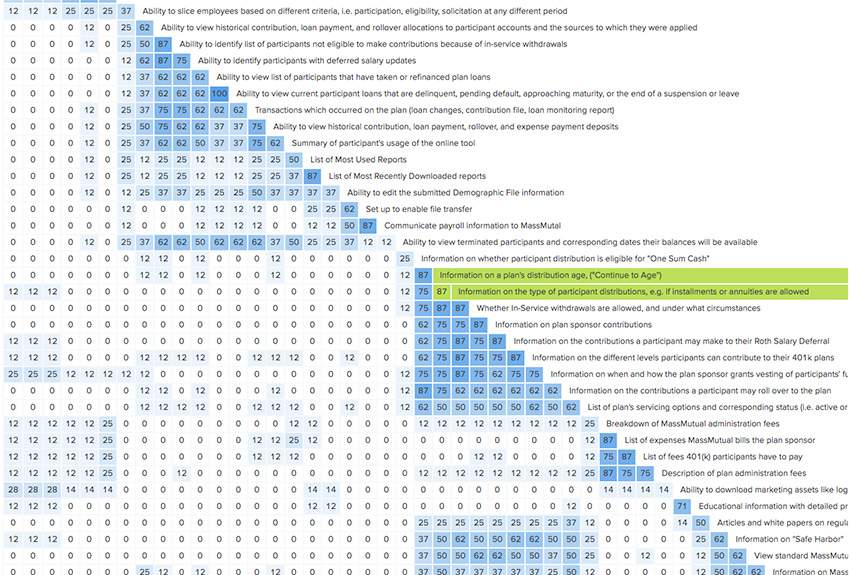 12 12 12 25 25 25 37 Ability to slice employees based on different criteria, i.e. participation, eligibility, solicitation at any different period
0 0 0 0 12 0 25 62 Ability to view historical contribution, loan payment, and rollover allocations to participant accounts and the sources to which they were applied
0 0 0 0 12 0 25 50 87 Ability to identify list of participants not eligible to make contributions because of in-service withdrawals
0 0 0 0 0 0 12 62 87 75 Ability to identify participants with deferred salary updates
0 0 0 0 0 0 12 37 62 62 62 Ability to view list of participants that have taken or refinanced plan loans
0 0 0 0 0 0 12 37 62 62 62 100 Ability to view current participant loans that are delinquent, pending default, approaching maturity, or the end of a suspension or leave
0 0 0 0 12 0 25 37 75 75 62 62 62 Transactions which occurred on the plan (loan changes, contribution file, loan monitoring report)
0 0 0 0 12 0 25 50 75 62 62 37 37 75 Ability to view historical contribution, loan payment, rollover, and expense payment deposits
0 0 0 0 12 0 25 37 62 62 50 37 37 75 62 Summary of participant's usage of the online tool
0 0 0 0 12 0 25 12 25 25 12 12 12 25 25 50 List of Most Used Reports
0 0 0 0 12 0 25 12 25 25 12 12 12 25 37 37 87 List of Most Recently Downloaded reports
0 0 0 0 12 0 12 25 37 37 25 25 25 50 37 37 37 37 Ability to edit the submitted Demographic File information
0 0 0 0 0 0 12 0 0 0 12 12 12 12 0 0 25 25 62 Set up to enable file transfer
0 0 0 0 0 0 12 0 0 0 12 12 12 12 0 0 12 12 50 87 Communicate payroll information to MassMutal
0 0 0 0 12 0 25 37 62 62 50 62 62 62 37 50 25 25 37 12 12 Ability to view terminated participants and corresponding dates their balances will be available
0 0 0 0 0 0 0 12 12 0 12 0 0 0 12 0 0 0 0 0 0 25 Information on whether participant distribution is eligible for "One Sum Cash"
0 0 0 0 0 0 0 12 12 0 12 0 0 0 12 0 0 0 0 0 0 12 87 Information on a plan's distribution age, ("Continue to Age")
12 12 12 0 0 0 0 0 0 0 0 0 0 0 0 0 0 0 0 0 0 12 75 87 Information on the type of participant distributions, e.g. if installments or annuities are allowed
0 0 0 0 0 0 0 0 0 0 0 0 0 0 0 0 0 0 0 0 0 12 75 87 87 Whether In-Service withdrawals are allowed, and under what circumstances
0 0 0 0 0 0 0 0 0 0 0 0 0 0 0 0 0 0 0 0 0 0 62 75 75 87 Information on plan sponsor contributions
12 12 12 0 0 0 0 0 0 0 0 0 0 0 0 0 0 0 0 0 0 0 62 75 87 75 87 Information on the contributions a participant may make to their Roth Salary Deferral
12 12 12 0 0 0 0 12 12 12 12 0 0 12 12 12 0 0 12 0 0 0 62 75 87 75 75 87 Information on the different levels participants can contribute to their 401k plans
25 25 25 12 12 12 12 12 0 0 0 0 0 0 0 0 0 0 0 0 0 0 75 75 87 75 62 75 75 Information on when and how the plan sponsor grants vesting of participants'
0 0 0 0 0 0 0 12 12 0 12 0 0 0 12 0 0 0 0 0 0 12 87 75 62 62 62 62 62 62 Information on the contributions a participant may roll over to the plan
0 0 0 0 0 0 0 12 12 12 12 0 0 12 12 12 0 0 12 0 0 12 62 50 50 50 50 50 62 50 62 List of plan's servicing options and corresponding status (i.e. active or
12 12 12 12 12 25 0 0 0 0 0 0 0 0 0 12 12 0 0 0 0 0 12 12 12 12 12 12 12 12 12 25 Breakdown of MassMutual administration fees
12 12 12 12 12 25 0 0 0 0 0 0 0 12 12 25 12 0 0 0 0 0 0 0 0 0 0 0 0 0 0 12 87 List of expenses MassMutual bills the plan sponsor
12 12 12 12 12 25 0 0 0 0 0 0 0 12 12 12 0 0 0 0 0 0 0 0 0 12 12 0 0 0 0 12 75 87 List of fees 401(k) participants have to pay
12 12 12 12 12 25 0 0 0 12 0 0 0 0 0 0 0 0 0 0 0 0 12 12 12 12 12 12 12 12 12 25 87 75 75 Description of plan administration fees
28 28 28 14 14 14 0 0 0 0 0 0 0 0 0 0 14 14 0 0 0 0 0 0 0 0 0 0 0 0 0 0 14 14 14 14 Ability to download marketing assets like
12 12 12 0 0 0 0 0 0 0 0 0 0 0 0 0 12 12 0 0 0 0 0 0 0 0 0 0 0 0 12 0 0 0 0 0 71 Educational information with detailed
0 0 0 0 0 0 0 0 0 0 0 0 0 0 0 0 0 0 0 0 0 0 25 25 25 25 25 25 25 25 37 12 0 0 0 0 14 50 Articles and white papers on
12 12 12 0 0 0 0 0 0 0 0 0 0 0 0 0 0 0 0 0 0 0 37 50 62 50 50 62 62 50 50 12 0 0 0 0 0 25 62 Information on "Safe Harbor"
0 0 0 0 0 0 0 0 0 0 0 0 0 0 0 0 0 0 0 0 0 0 37 50 50 62 62 50 50 37 50 12 0 0 12 0 0 12 50 62 View standard
0 0 0 0 0 0 0 25 12 0 12 0 0 0 12 0 0 0 0 0 0 0 37 50 37 50 37 37 37 25 50 12 0 0 0 0 0 12 50 62 62 Information on